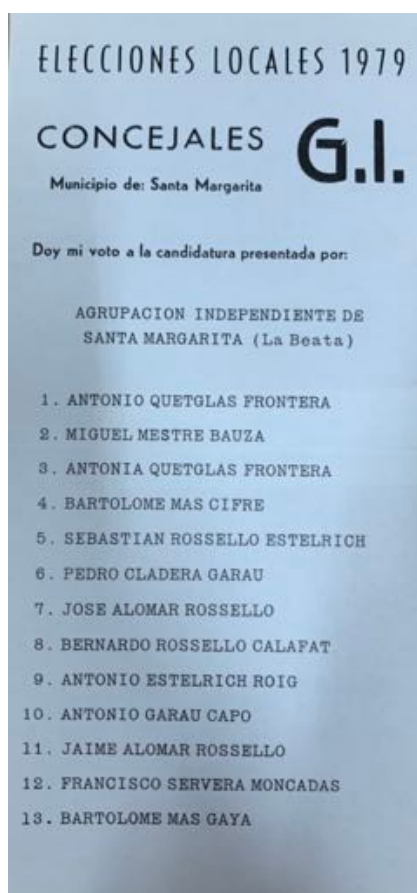 ELECCIONES LOCALES 1979
CONCEJALES G.I.
Municipio de: Santa Margarita
Doy mi voto a la candidatura presentada por:
AGRUPACION INDEPENDIENTE DE
SANTA MARGARITA (La Beata)
1. ANTONIO QUETGLAS FRONTERA
2. MIGUEL MESTRE BAUZA
3. ANTONIA QUETGLAS FRONTERA
4. BARTOLOME MAS CIFRE
5. SEBASTIAN ROSSELLO ESTELRICH
6. PEDRO CLADERA GARAU
7. JOSE ALOMAR ROSSELLO
8. BERNARDO ROSSELLO CALAFAT
9. ANTONIO ESTELRICH ROIG
10. ANTONIO GARAU CAPO
11. JAIME ALOMAR ROSSELLO
12. FRANCISCO SERVERA MONCADAS
13. BARTOLOME MAS GAYA